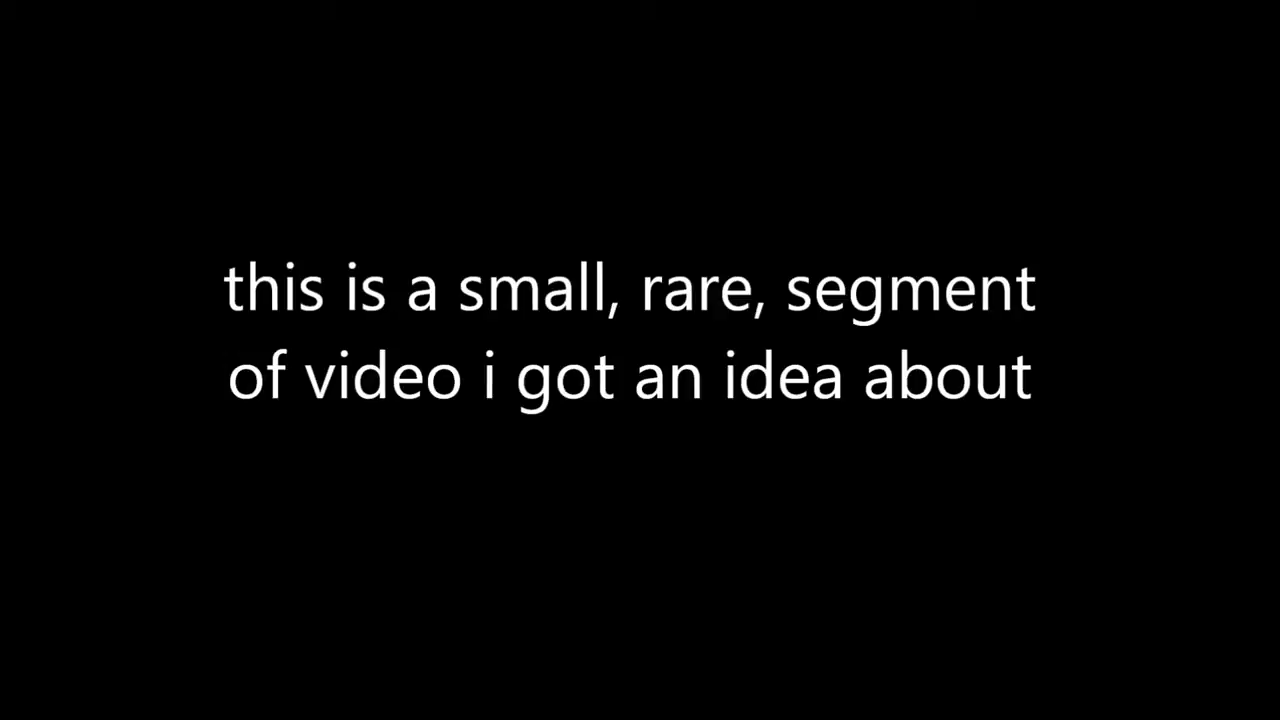 this is a small, rare, segment
of video i got an idea about